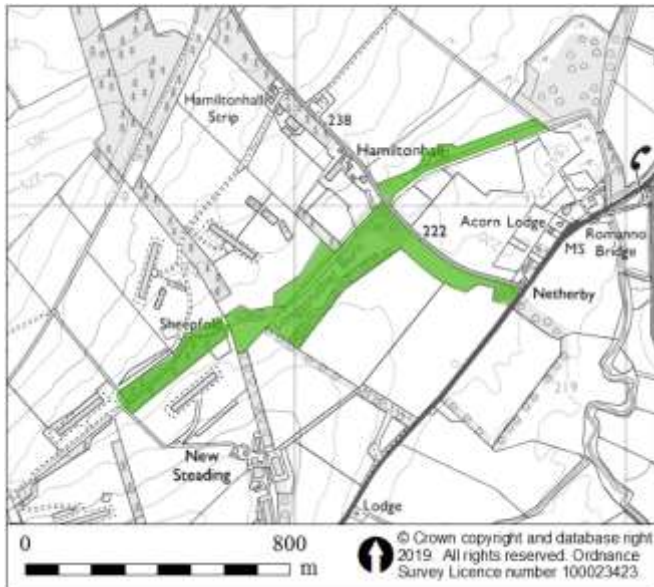 Hamiltonhall
Strip
238
Hamiltonhall
222
Acorn Lodge
MS
Romanno
Bridge
Netherby
Sheepfold
219
New
Steading
Lodge
0 800
m
© Crown copyright and database right
2019. All rights reserved. Ordnance
Survey Licence number 100023423